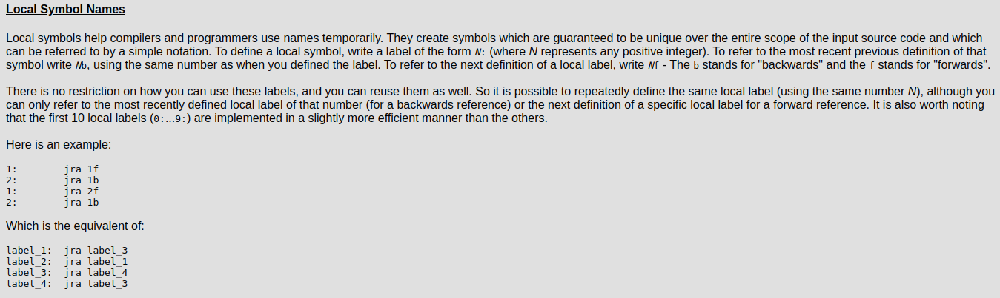 Local Symbol Names
Local symbols help compilers and programmers use names temporarily. They create symbols which are guaranteed to be unique over the entire scope of the input source code and which
can be referred to by a simple notation. To define a local symbol, write a label of the form N: (where N represents any positive integer). To refer to the most recent previous definition of that
symbol write Nb, using the same number as when you defined the label. To refer to the next definition of a local label, write Nf - The b stands for "backwards" and the f stands for "forwards".
There is no restriction on how you can use these labels, and you can reuse them as well. So it is possible to repeatedly define the same local label (using the same number N), although you
can only refer to the most recently defined local label of that number (for a backwards reference) or the next definition of a specific local label for a forward reference. It is also worth noting
that the first 10 local labels (0:...9:) are implemented in a slightly more efficient manner than the others.
Here is an example:
1:        jra 1f
2:        jra 1b
1:        jra 2f
2:        jra 1b
Which is the equivalent of:
label_1:  jra label_3
label_2:  jra label_1
label_3:  jra label_4
label_4:  jra label_3